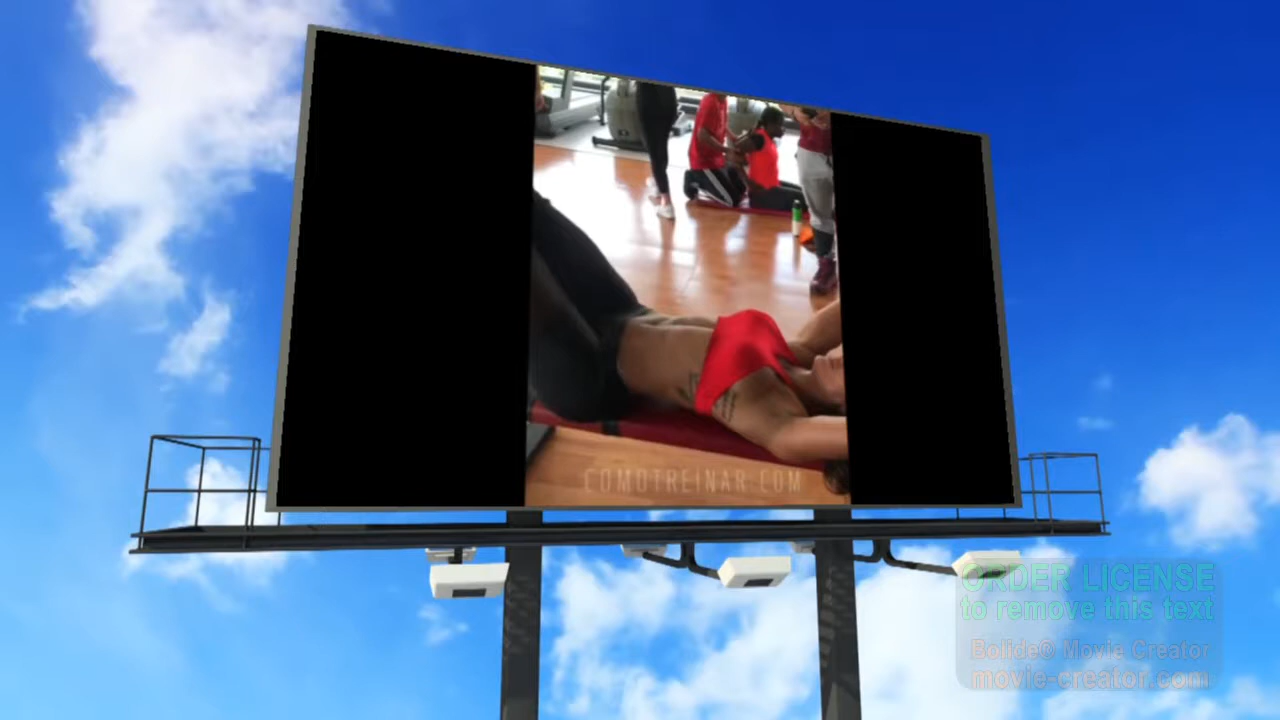 COMOTREINAR.COM
ORDER LICENSE
to remove this text
Bolide® Movie Creator
movie-creator.com